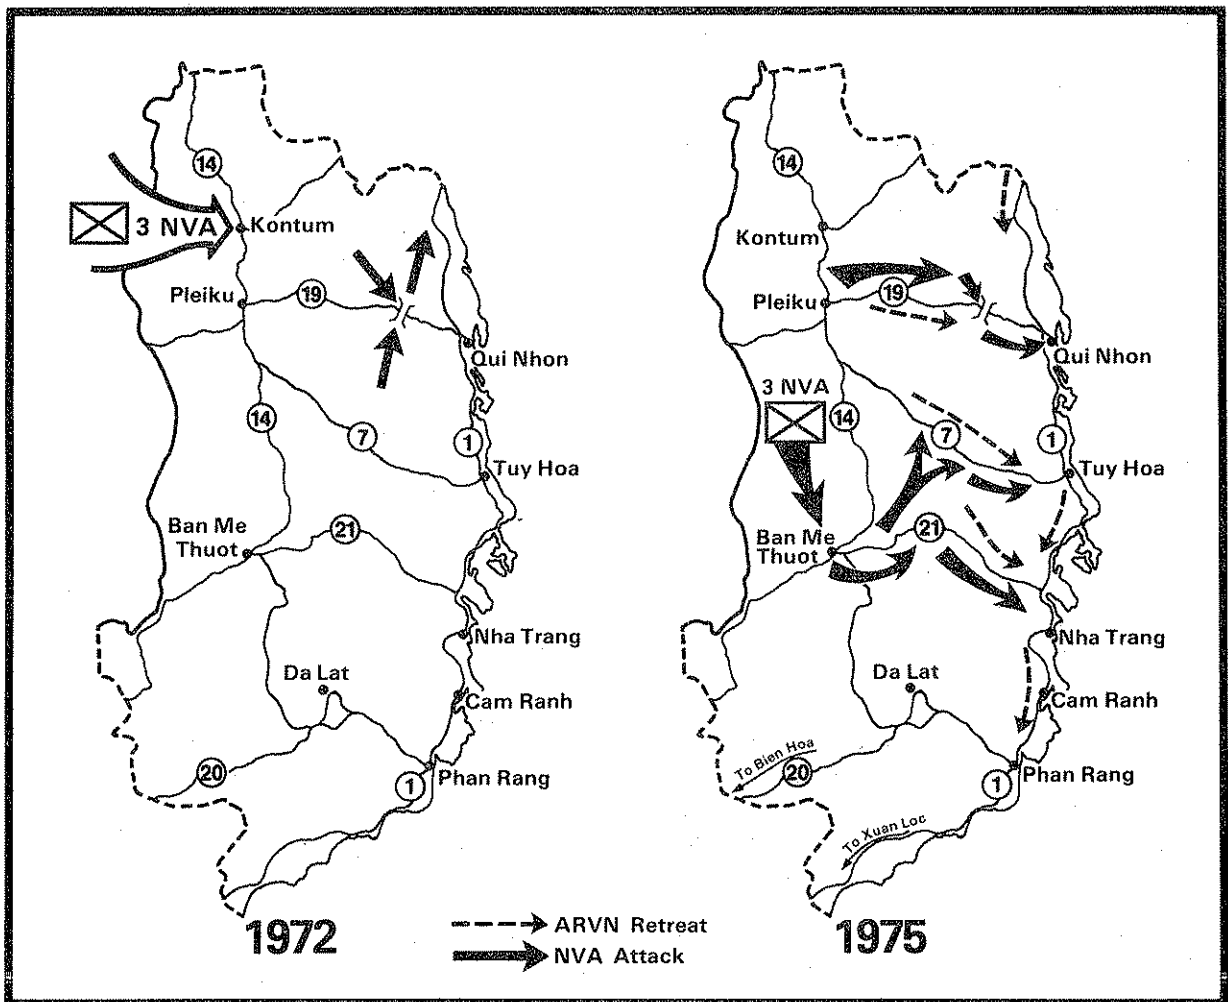 14
3 NVA
Kontum
Pleiku
19
Qui Nhon
14
7
1
Tuy Hoa
Ban Me
Thuot
21
Nha Trang
Da Lat
Cam Ranh
20
Phan Rang
1
1972
14
Kontum
Pleiku
19
Qui Nhon
3 NVA
14
7
1
Tuy Hoa
Ban Me
Thuot
21
Nha Trang
Da Lat
Cam Ranh
To Bien Hoa
20
Phan Rang
1
To Xuan Loc
1975
ARVN Retreat
NVA Attack